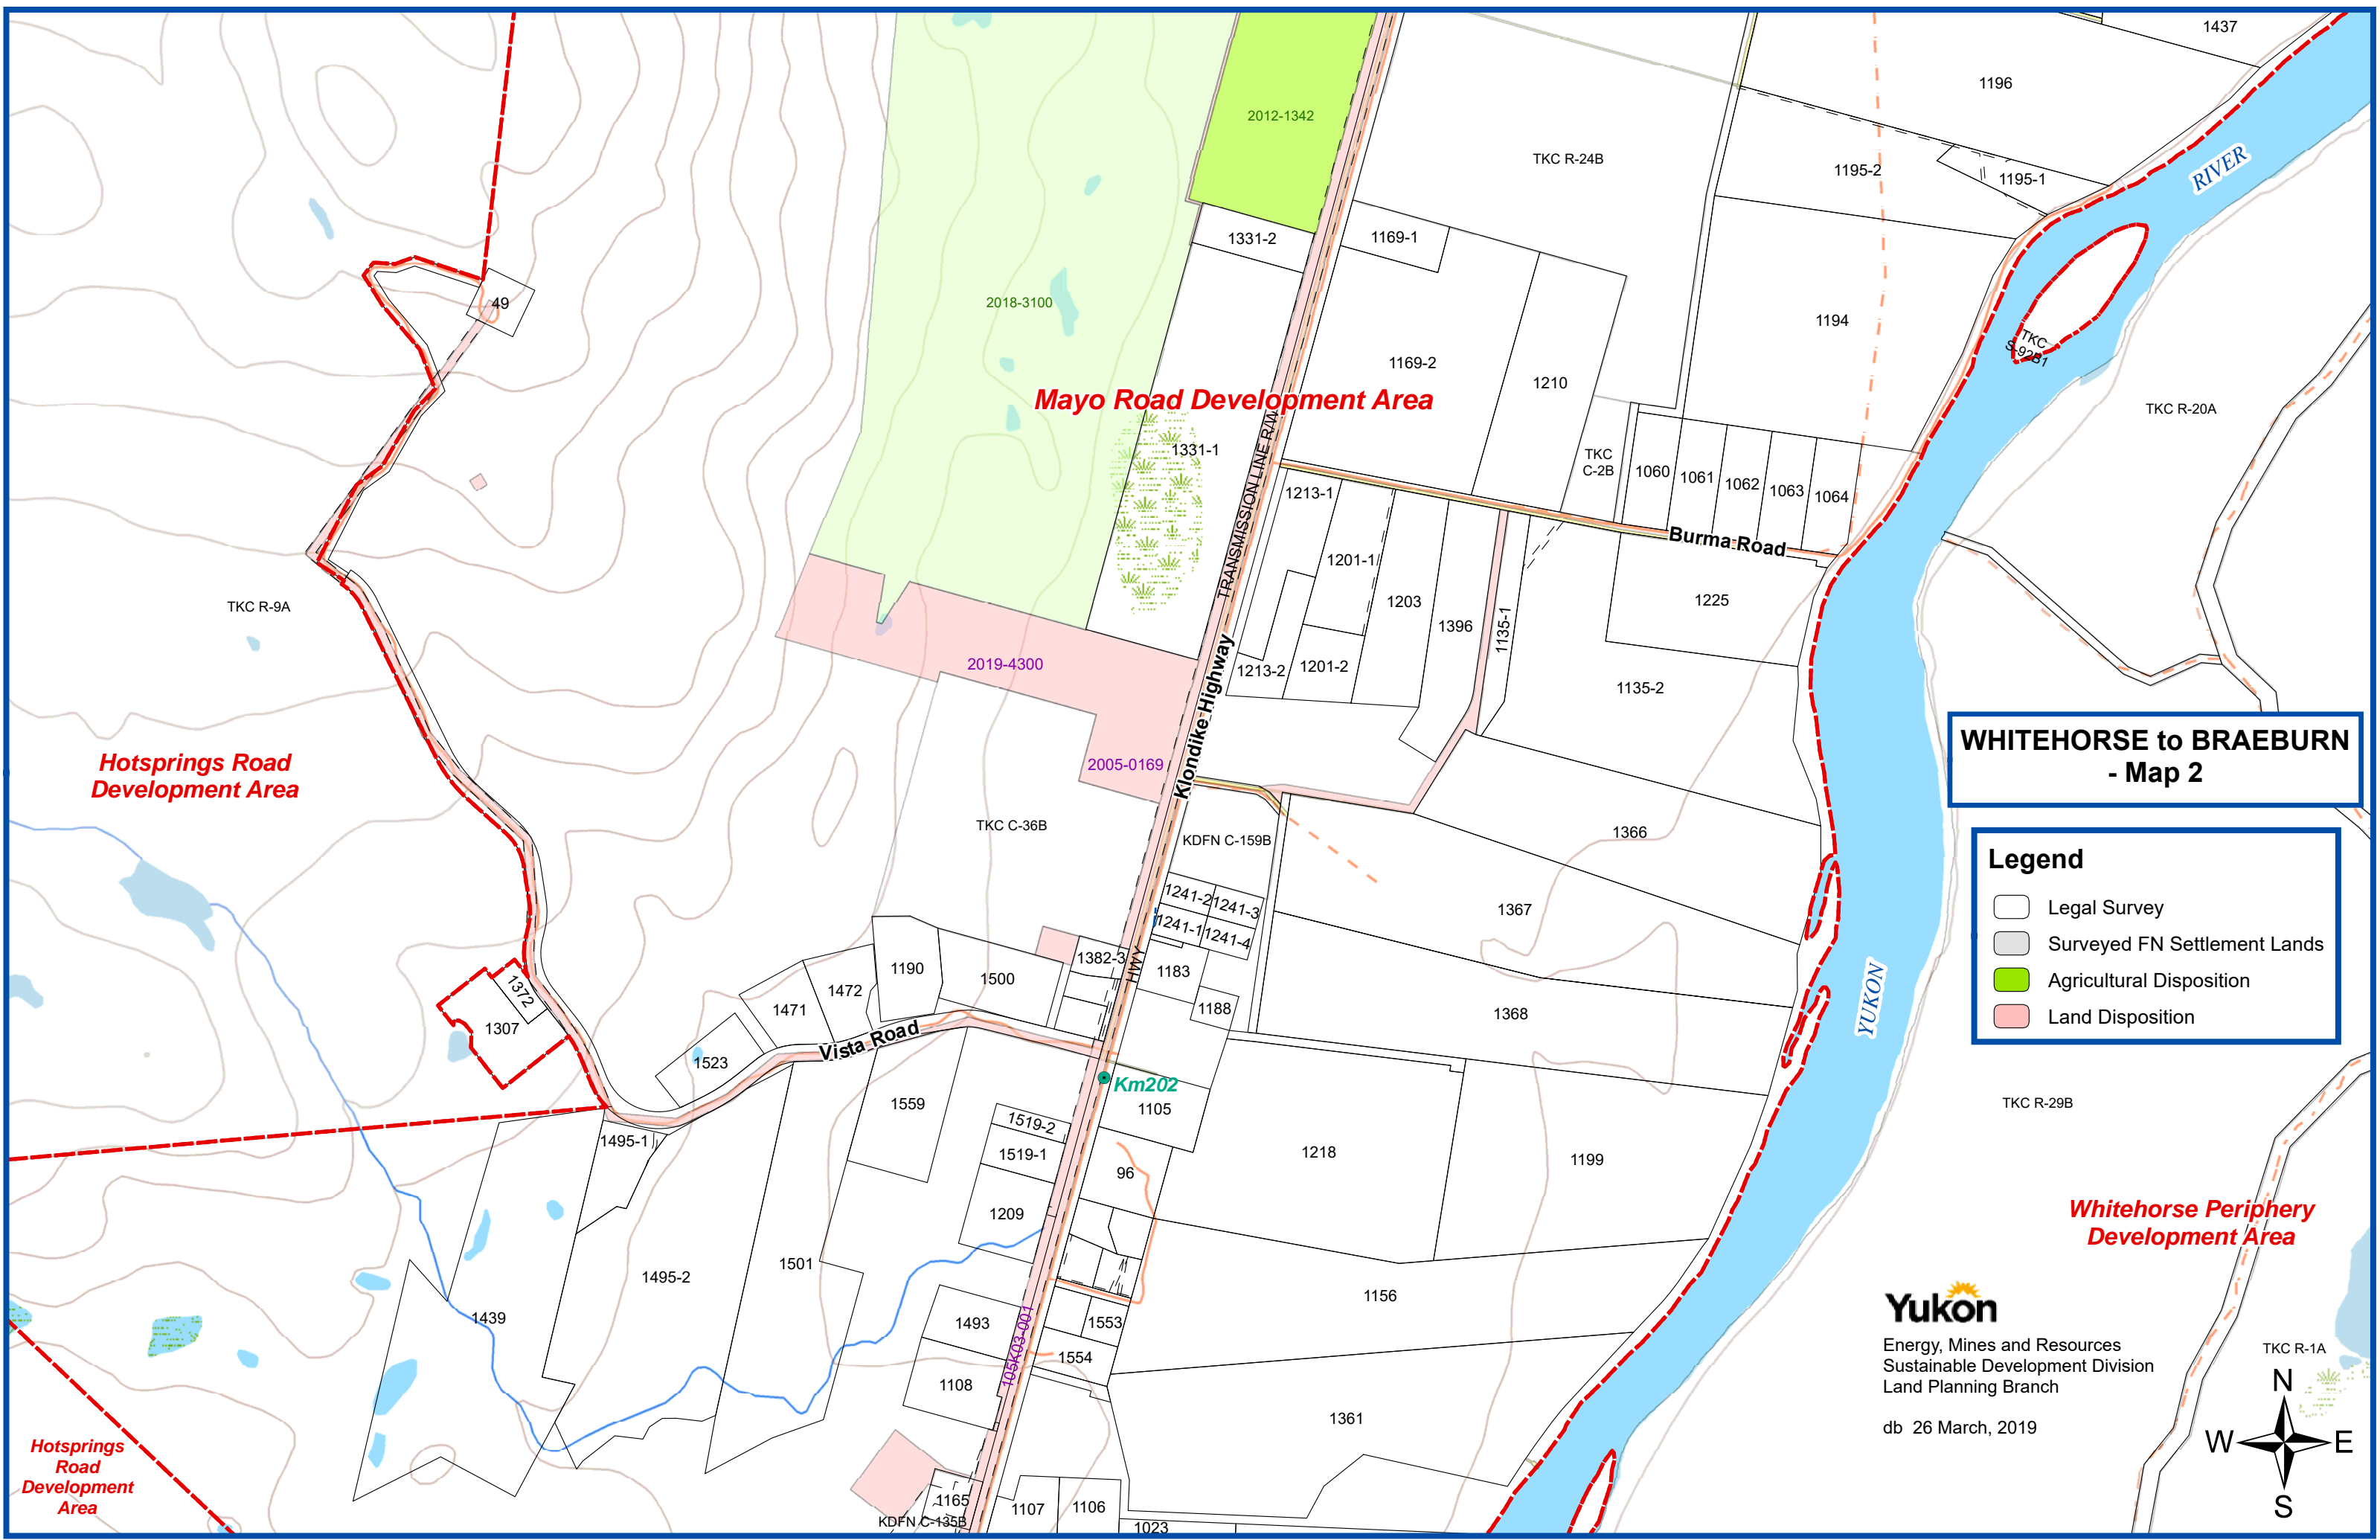 1437
1196
2012-1342
TKC R-24B
1195-2
1195-1
RIVER
1331-2
1169-1
49
2018-3100
1194
TKC
S-92B1
1169-2
1210
Mayo Road Development Area
TKC R-20A
1331-1
TRANSMISSION LINE R/W
TKC
C-2B
1060
1061
1062
1063
1064
1213-1
Burma Road
1201-1
1203
1396
1135-1
1225
TKC R-9A
2019-4300
1213-2
1201-2
1135-2
Klondike Highway
Hotsprings Road
Development Area
2005-0169
WHITEHORSE to BRAEBURN
- Map 2
TKC C-36B
KDFN C-159B
1366
Legend
Legal Survey
Surveyed FN Settlement Lands
Agricultural Disposition
Land Disposition
1241-2
1241-3
1241-1
1241-4
1367
HWY
1382-3
1183
1190
1500
1472
1471
1188
1368
YUKON
1372
1307
Vista Road
1523
Km202
1559
1105
TKC R-29B
1519-2
1519-1
1495-1
96
1218
1199
1209
Whitehorse Periphery
Development Area
1495-2
1501
1156
1439
1493
105K03-001
1553
1554
1108
1361
Yukon
Energy, Mines and Resources
Sustainable Development Division
Land Planning Branch
db 26 March, 2019
TKC R-1A
N
W
E
S
Hotsprings
Road
Development
Area
1165
KDFN C-135B
1107
1106
1023